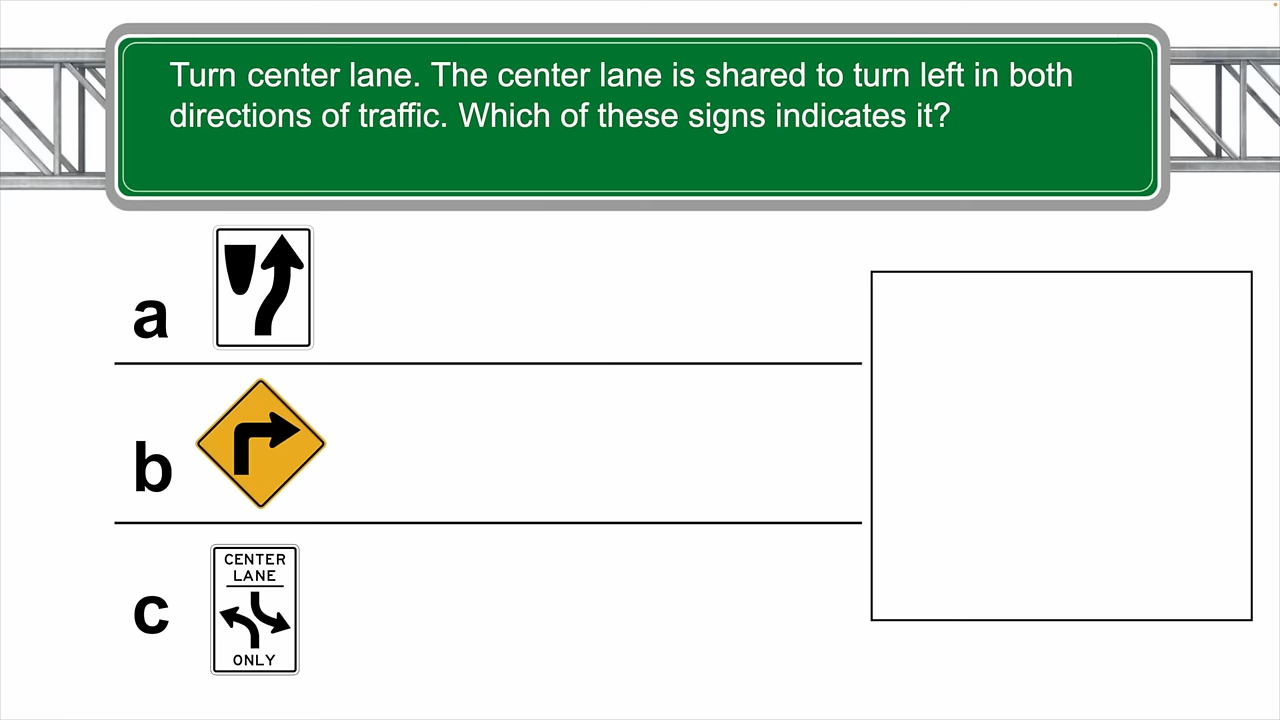 Turn center lane. The center lane is shared to turn left in both
directions of traffic. Which of these signs indicates it?
a
b
c
CENTER
LANE
ONLY